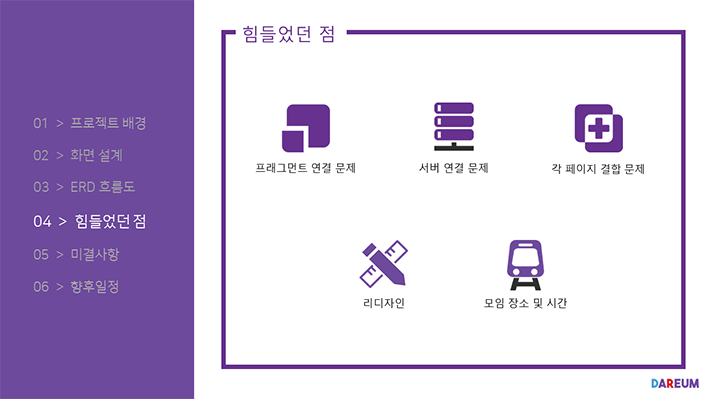 01 > 프로젝트 배경
02 > 화면 설계
03 > ERD 흐름도
04 > 힘들었던 점
05 > 미결사항
06 > 향후일정
힘들었던 점
프래그먼트 연결 문제
서버 연결 문제
각 페이지 결합 문제
리디자인
모임 장소 및 시간
DAREUM